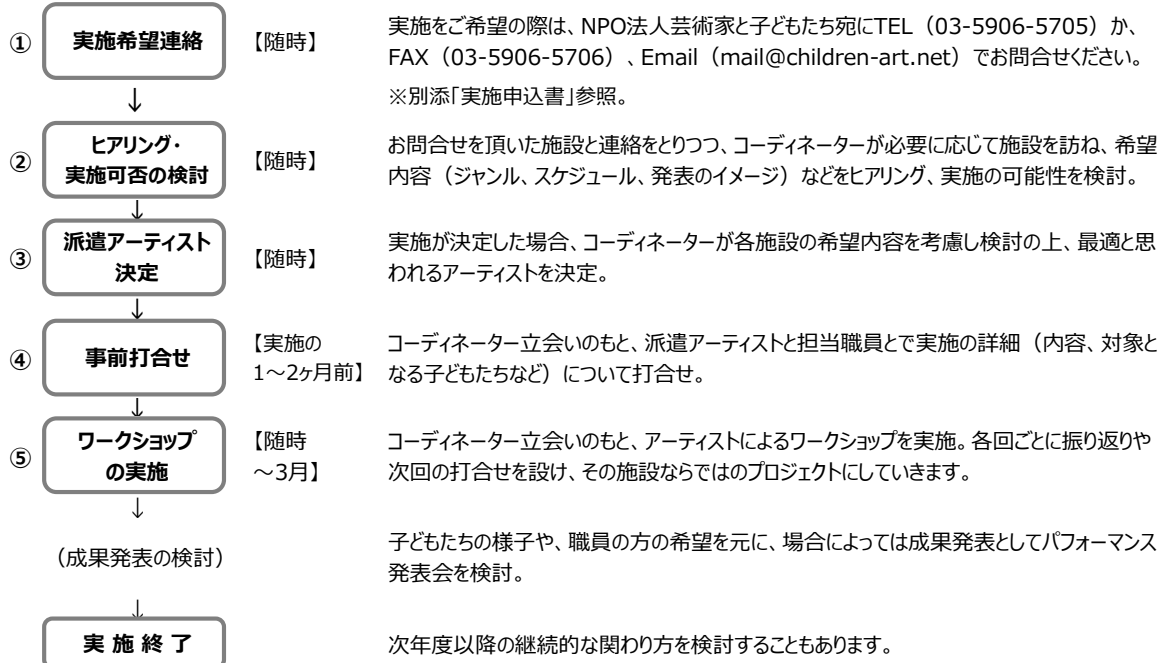 ① 実施希望連絡 【随時】 実施をご希望の際は、NPO法人芸術家と子どもたち宛にTEL（03-5906-5705）か、
FAX（03-5906-5706）、Email（mail@children-art.net）でお問合せください。
※別添「実施申込書」参照。
↓
② ヒアリング・
実施可否の検討 【随時】 お問合せを頂いた施設と連絡をとりつつ、コーディネーターが必要に応じて施設を訪ね、希望
内容（ジャンル、スケジュール、発表のイメージ）などをヒアリング、実施の可能性を検討。
↓
③ 派遣アーティスト
決定 【随時】 実施が決定した場合、コーディネーターが各施設の希望内容を考慮し検討の上、最適と思
われるアーティストを決定。
↓
④ 事前打合せ 【実施の
1～2ヶ月前】 コーディネーター立会いのもと、派遣アーティストと担当職員とで実施の詳細（内容、対象と
なる子どもたちなど）について打合せ。
↓
⑤ ワークショップ
の実施 【随時
～3月】 コーディネーター立会いのもと、アーティストによるワークショップを実施。各回ごとに振り返りや
次回の打合せを設け、その施設ならではのプロジェクトにしていきます。
↓
（成果発表の検討） 子どもたちの様子や、職員の方の希望を元に、場合によっては成果発表としてパフォーマンス
発表会を検討。
↓
実 施 終 了 次年度以降の継続的な関わり方を検討することもあります。